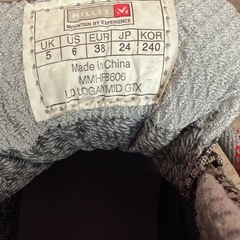 MILLET
MOUNTAIN BY EXPERIENCE
UK US EUR JP KOR
5 6 38 24 240
Made in China
MMHFB606
LD LOGAN MID GTX